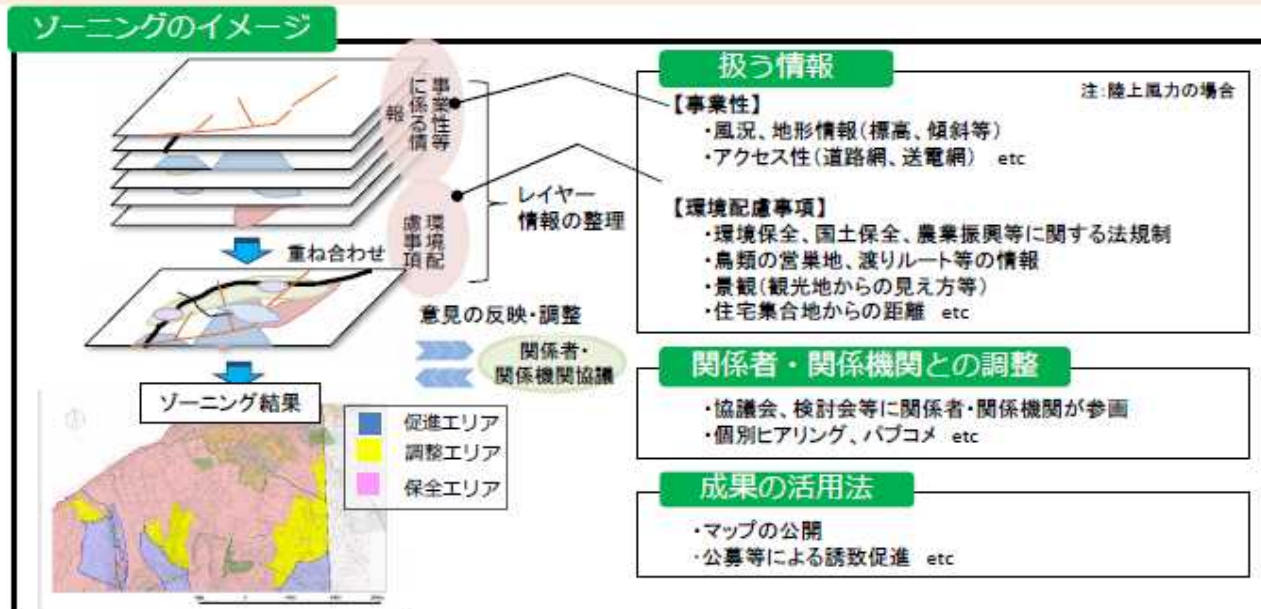 ゾーニングのイメージ
事業性等
に係る情
報
環境配
慮事項
レイヤー
情報の整理
重ね合わせ
意見の反映・調整
関係者・
関係機関協議
ゾーニング結果
促進エリア
調整エリア
保全エリア
扱う情報
注:陸上風力の場合
【事業性】
・風況、地形情報(標高、傾斜等)
・アクセス性(道路網、送電網) etc
【環境配慮事項】
・環境保全、国土保全、農業振興等に関する法規制
・鳥類の営巣地、渡りルート等の情報
・景観(観光地からの見え方等)
・住宅集合地からの距離 etc
関係者・関係機関との調整
・協議会、検討会等に関係者・関係機関が参画
・個別ヒアリング、パブコメ etc
成果の活用法
・マップの公開
・公募等による誘致促進 etc